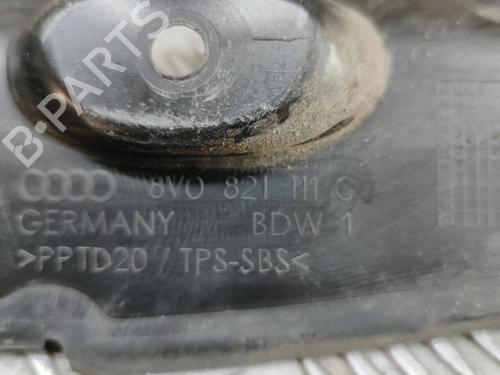 B-PARTS
8V0 821 111 C
GERMANY BDW 1
>PPTD20 / TPS-SBS<